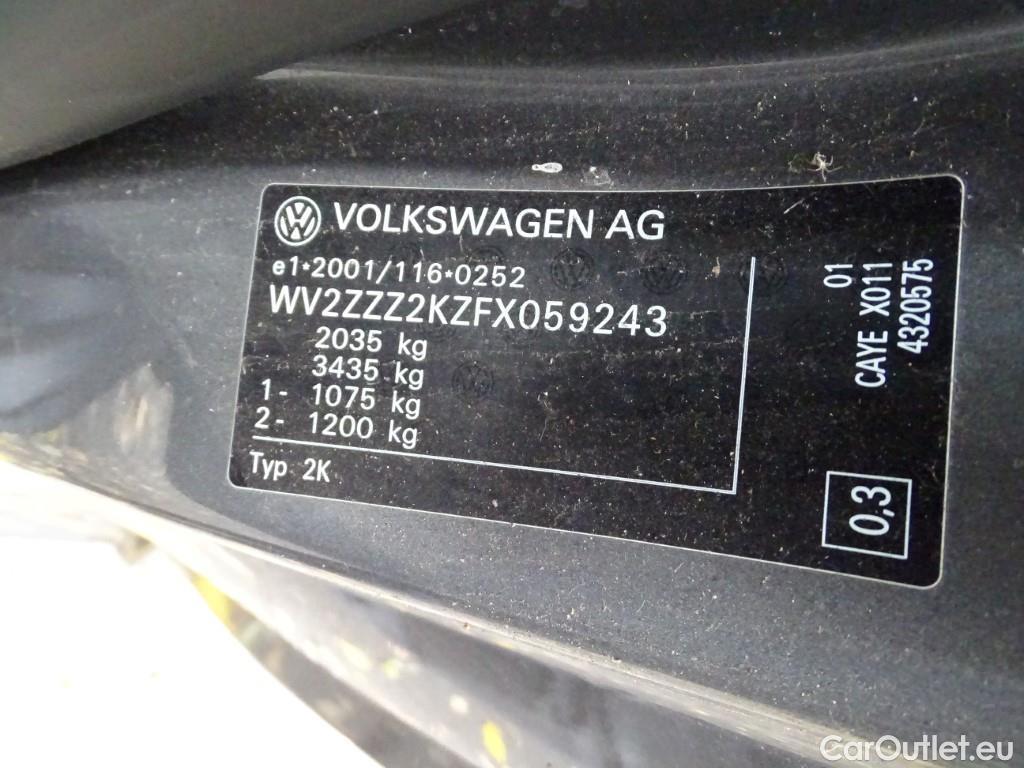 VOLKSWAGEN AG
e1*2001/116*0252
WV2ZZZ2KZFX059243
2035 kg
3435 kg
1- 1075 kg
2- 1200 kg
Typ 2K
01
CAYE X011
4320575
0,3
CarOutlet.eu